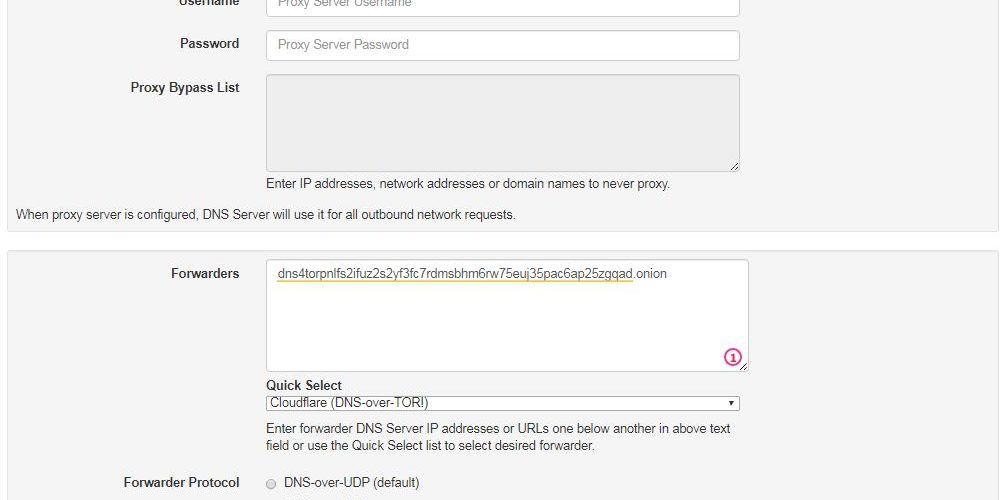 Username
Proxy Server Username
Password
Proxy Server Password
Proxy Bypass List
Enter IP addresses, network addresses or domain names to never proxy.
When proxy server is configured, DNS Server will use it for all outbound network requests.
Forwarders
dns4torpnlfs2ifuz2s2yf3fc7rdmsbhm6rw75euj35pac6ap25zgqad.onion
1
Quick Select
Cloudflare (DNS-over-TOR!)
Enter forwarder DNS Server IP addresses or URLs one below another in above text
field or use the Quick Select list to select desired forwarder.
Forwarder Protocol
DNS-over-UDP (default)